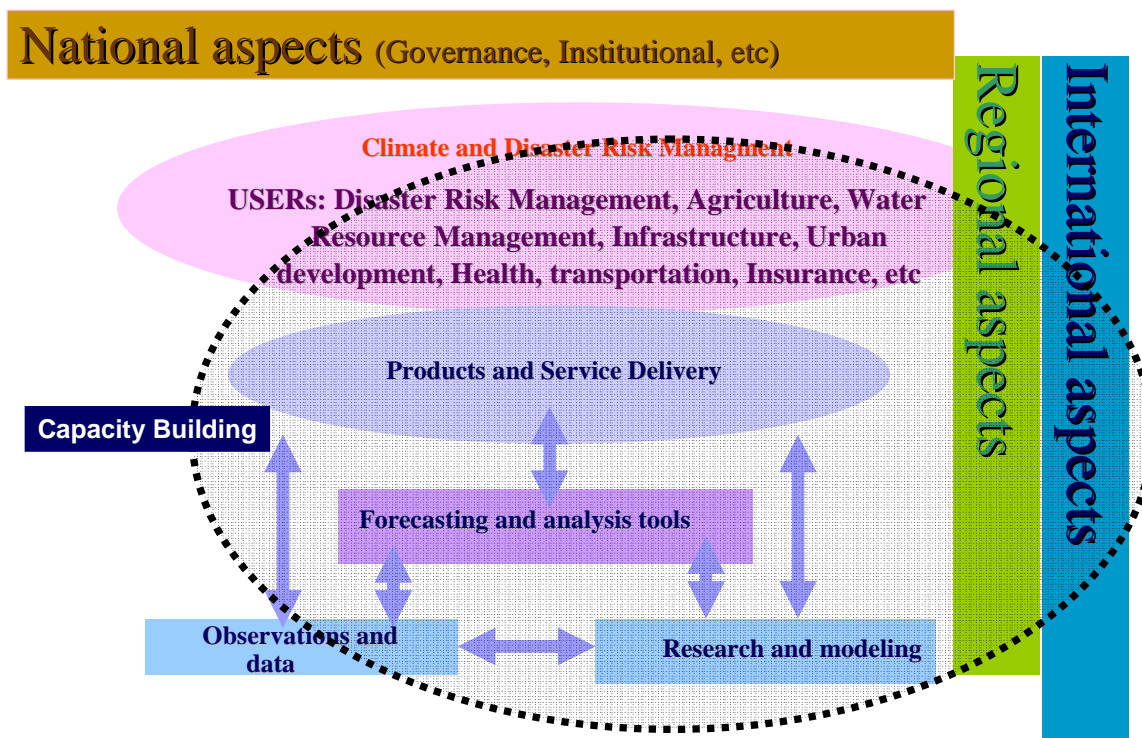 National aspects (Governance, Institutional, etc)
Regional aspects
International aspects
Climate and Disaster Risk Managment
USERs: Disaster Risk Management, Agriculture, Water
Resource Management, Infrastructure, Urban
development, Health, transportation, Insurance, etc
Products and Service Delivery
Capacity Building
Forecasting and analysis tools
Observations and
data
Research and modeling